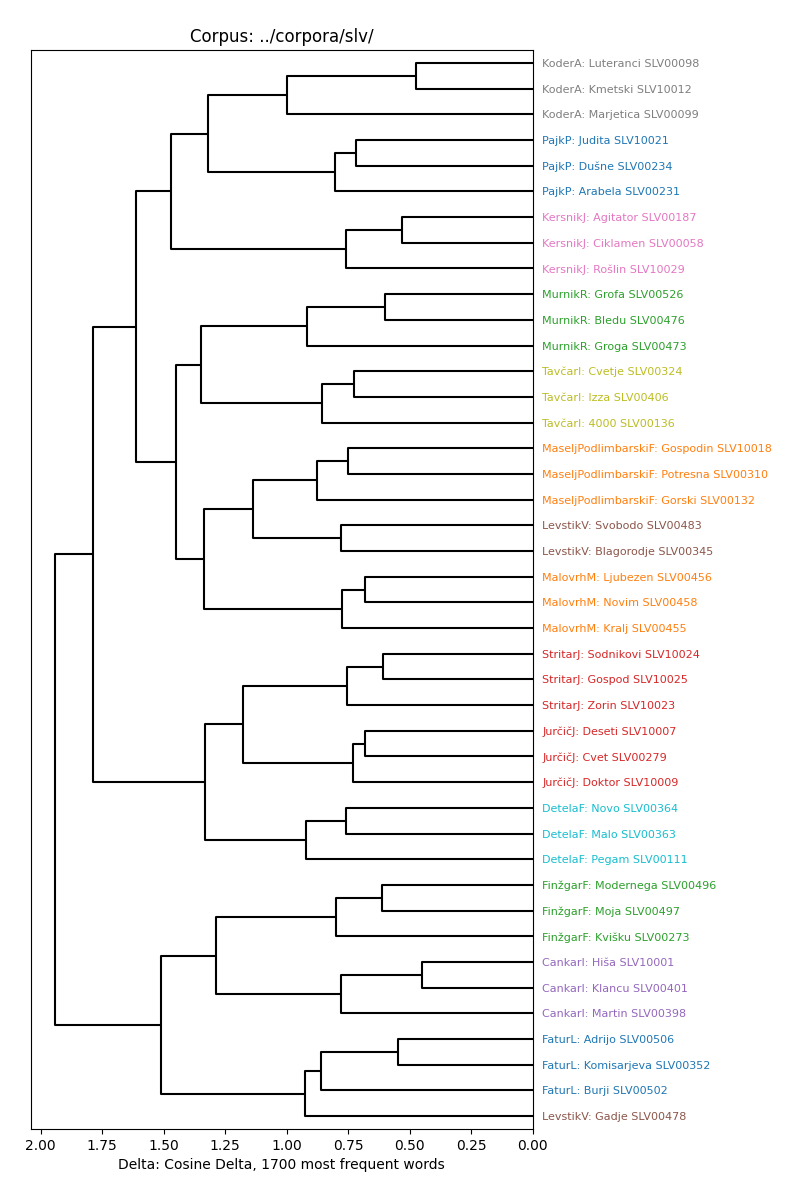 Corpus: ../corpora/slv/
KoderA: Luteranci SLV00098
KoderA: Kmetski SLV10012
KoderA: Marjetica SLV00099
PajkP: Judita SLV10021
PajkP: Dušne SLV00234
PajkP: Arabela SLV00231
KersnikJ: Agitator SLV00187
KersnikJ: Ciklamen SLV00058
KersnikJ: Rošlin SLV10029
MurnikR: Grofa SLV00526
MurnikR: Bledu SLV00476
MurnikR: Groga SLV00473
TavčarI: Cvetje SLV00324
TavčarI: Izza SLV00406
TavčarI: 4000 SLV00136
MaseljPodlimbarskiF: Gospodin SLV10018
MaseljPodlimbarskiF: Potresna SLV00310
MaseljPodlimbarskiF: Gorski SLV00132
LevstikV: Svobodo SLV00483
LevstikV: Blagorodje SLV00345
MalovrhM: Ljubezen SLV00456
MalovrhM: Novim SLV00458
MalovrhM: Kralj SLV00455
StritarJ: Sodnikovi SLV10024
StritarJ: Gospod SLV10025
StritarJ: Zorin SLV10023
JurčičJ: Deseti SLV10007
JurčičJ: Cvet SLV00279
JurčičJ: Doktor SLV10009
DetelaF: Novo SLV00364
DetelaF: Malo SLV00363
DetelaF: Pegam SLV00111
FinžgarF: Modernega SLV00496
FinžgarF: Moja SLV00497
FinžgarF: Kvišku SLV00273
CankarI: Hiša SLV10001
CankarI: Klancu SLV00401
CankarI: Martin SLV00398
FaturL: Adrijo SLV00506
FaturL: Komisarjeva SLV00352
FaturL: Burji SLV00502
LevstikV: Gadje SLV00478
2.00 1.75 1.50 1.25 1.00 0.75 0.50 0.25 0.00
Delta: Cosine Delta, 1700 most frequent words